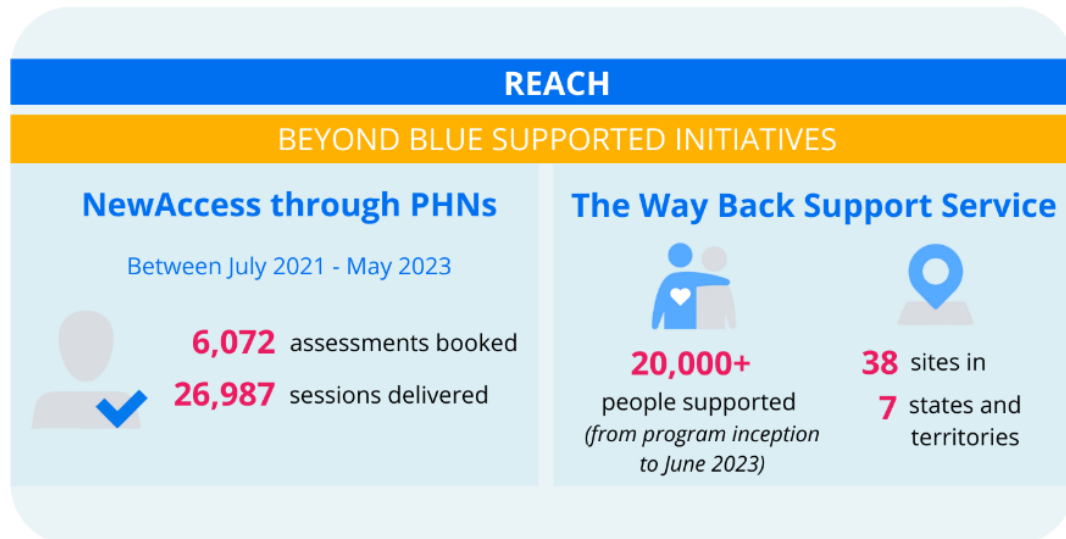 REACH
BEYOND BLUE SUPPORTED INITIATIVES
NewAccess through PHNs
Between July 2021 - May 2023
6,072 assessments booked
26,987 sessions delivered
The Way Back Support Service
20,000+
people supported
(from program inception
to June 2023)
38 sites in
7 states and
territories